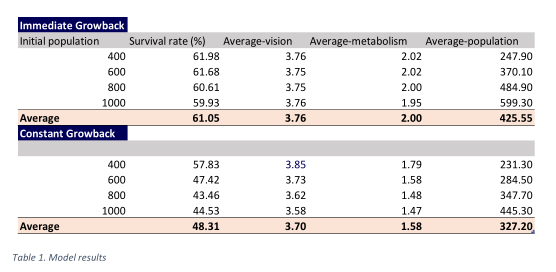 Immediate Growback
Initial population Survival rate (%) Average-vision Average-metabolism Average-population
400 61.98 3.76 2.02 247.90
600 61.68 3.75 2.02 370.10
800 60.61 3.75 2.00 484.90
1000 59.93 3.76 1.95 599.30
Average 61.05 3.76 2.00 425.55
Constant Growback
400 57.83 3.85 1.79 231.30
600 47.42 3.73 1.58 284.50
800 43.46 3.62 1.48 347.70
1000 44.53 3.58 1.47 445.30
Average 48.31 3.70 1.58 327.20
Table 1. Model results